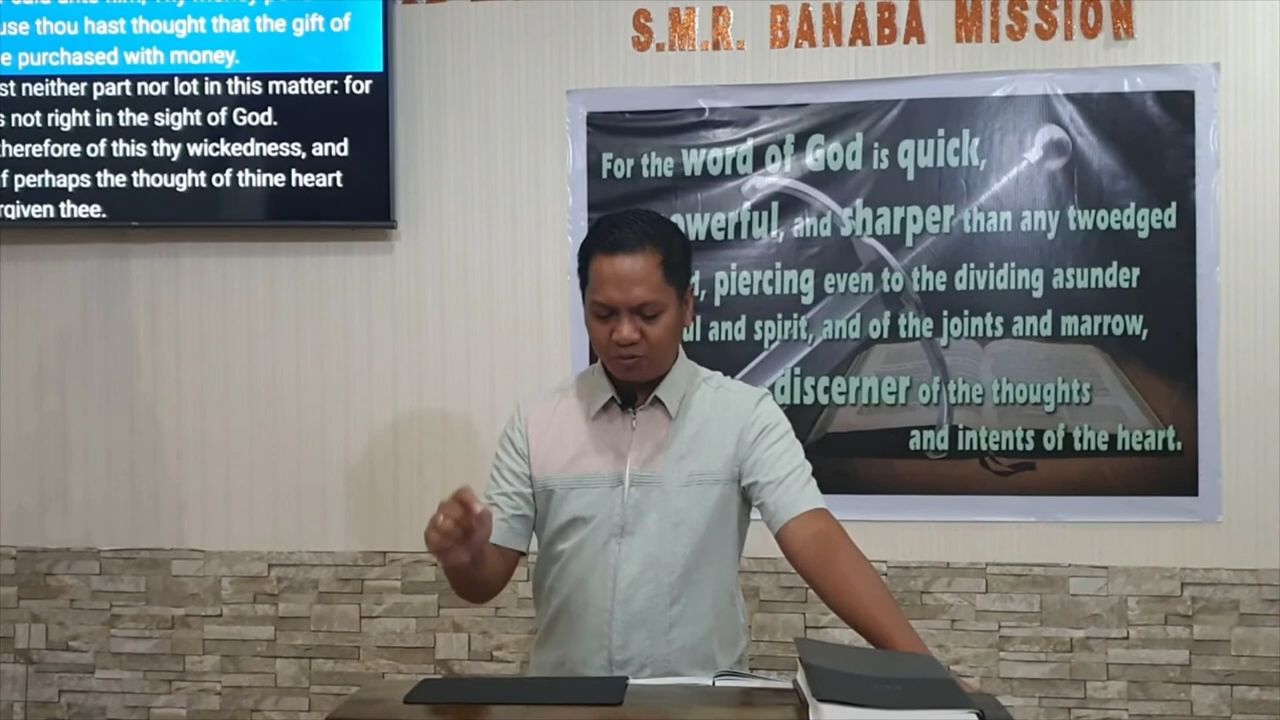 use thou hast thought that the gift of
e purchased with money.
st neither part nor lot in this matter: for
s not right in the sight of God.
therefore of this thy wickedness, and
f perhaps the thought of thine heart
rgiven thee.
S.M.R. BANABA MISSION
For the word of God is quick,
owerful, and sharper than any twoedged
d, piercing even to the dividing asunder
ul and spirit, and of the joints and marrow,
discerner of the thoughts
and intents of the heart.